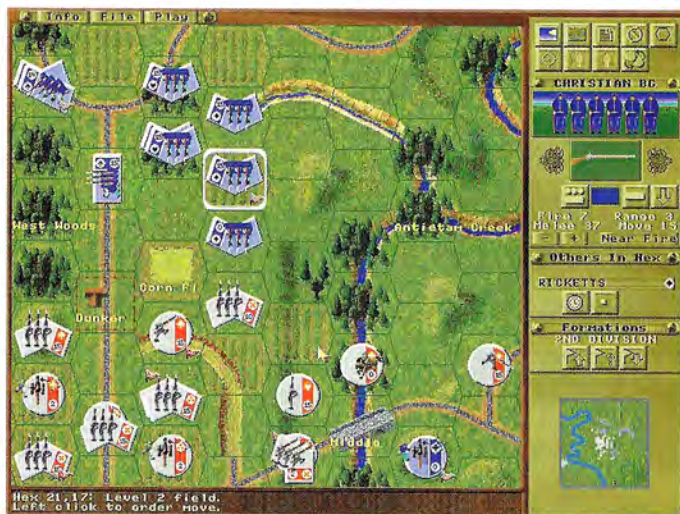 Info File Play
CHRISTIAN BG
West Woods
Antietam Creek
Fire 7 Range 3
Melee 37 Move 15
- + Near Fire
Others In Hex
Corn Fi
RICKETTS
Dunker
Formations
2ND DIVISION
Middle
Hex 21,17: Level 2 field.
Left click to order move.